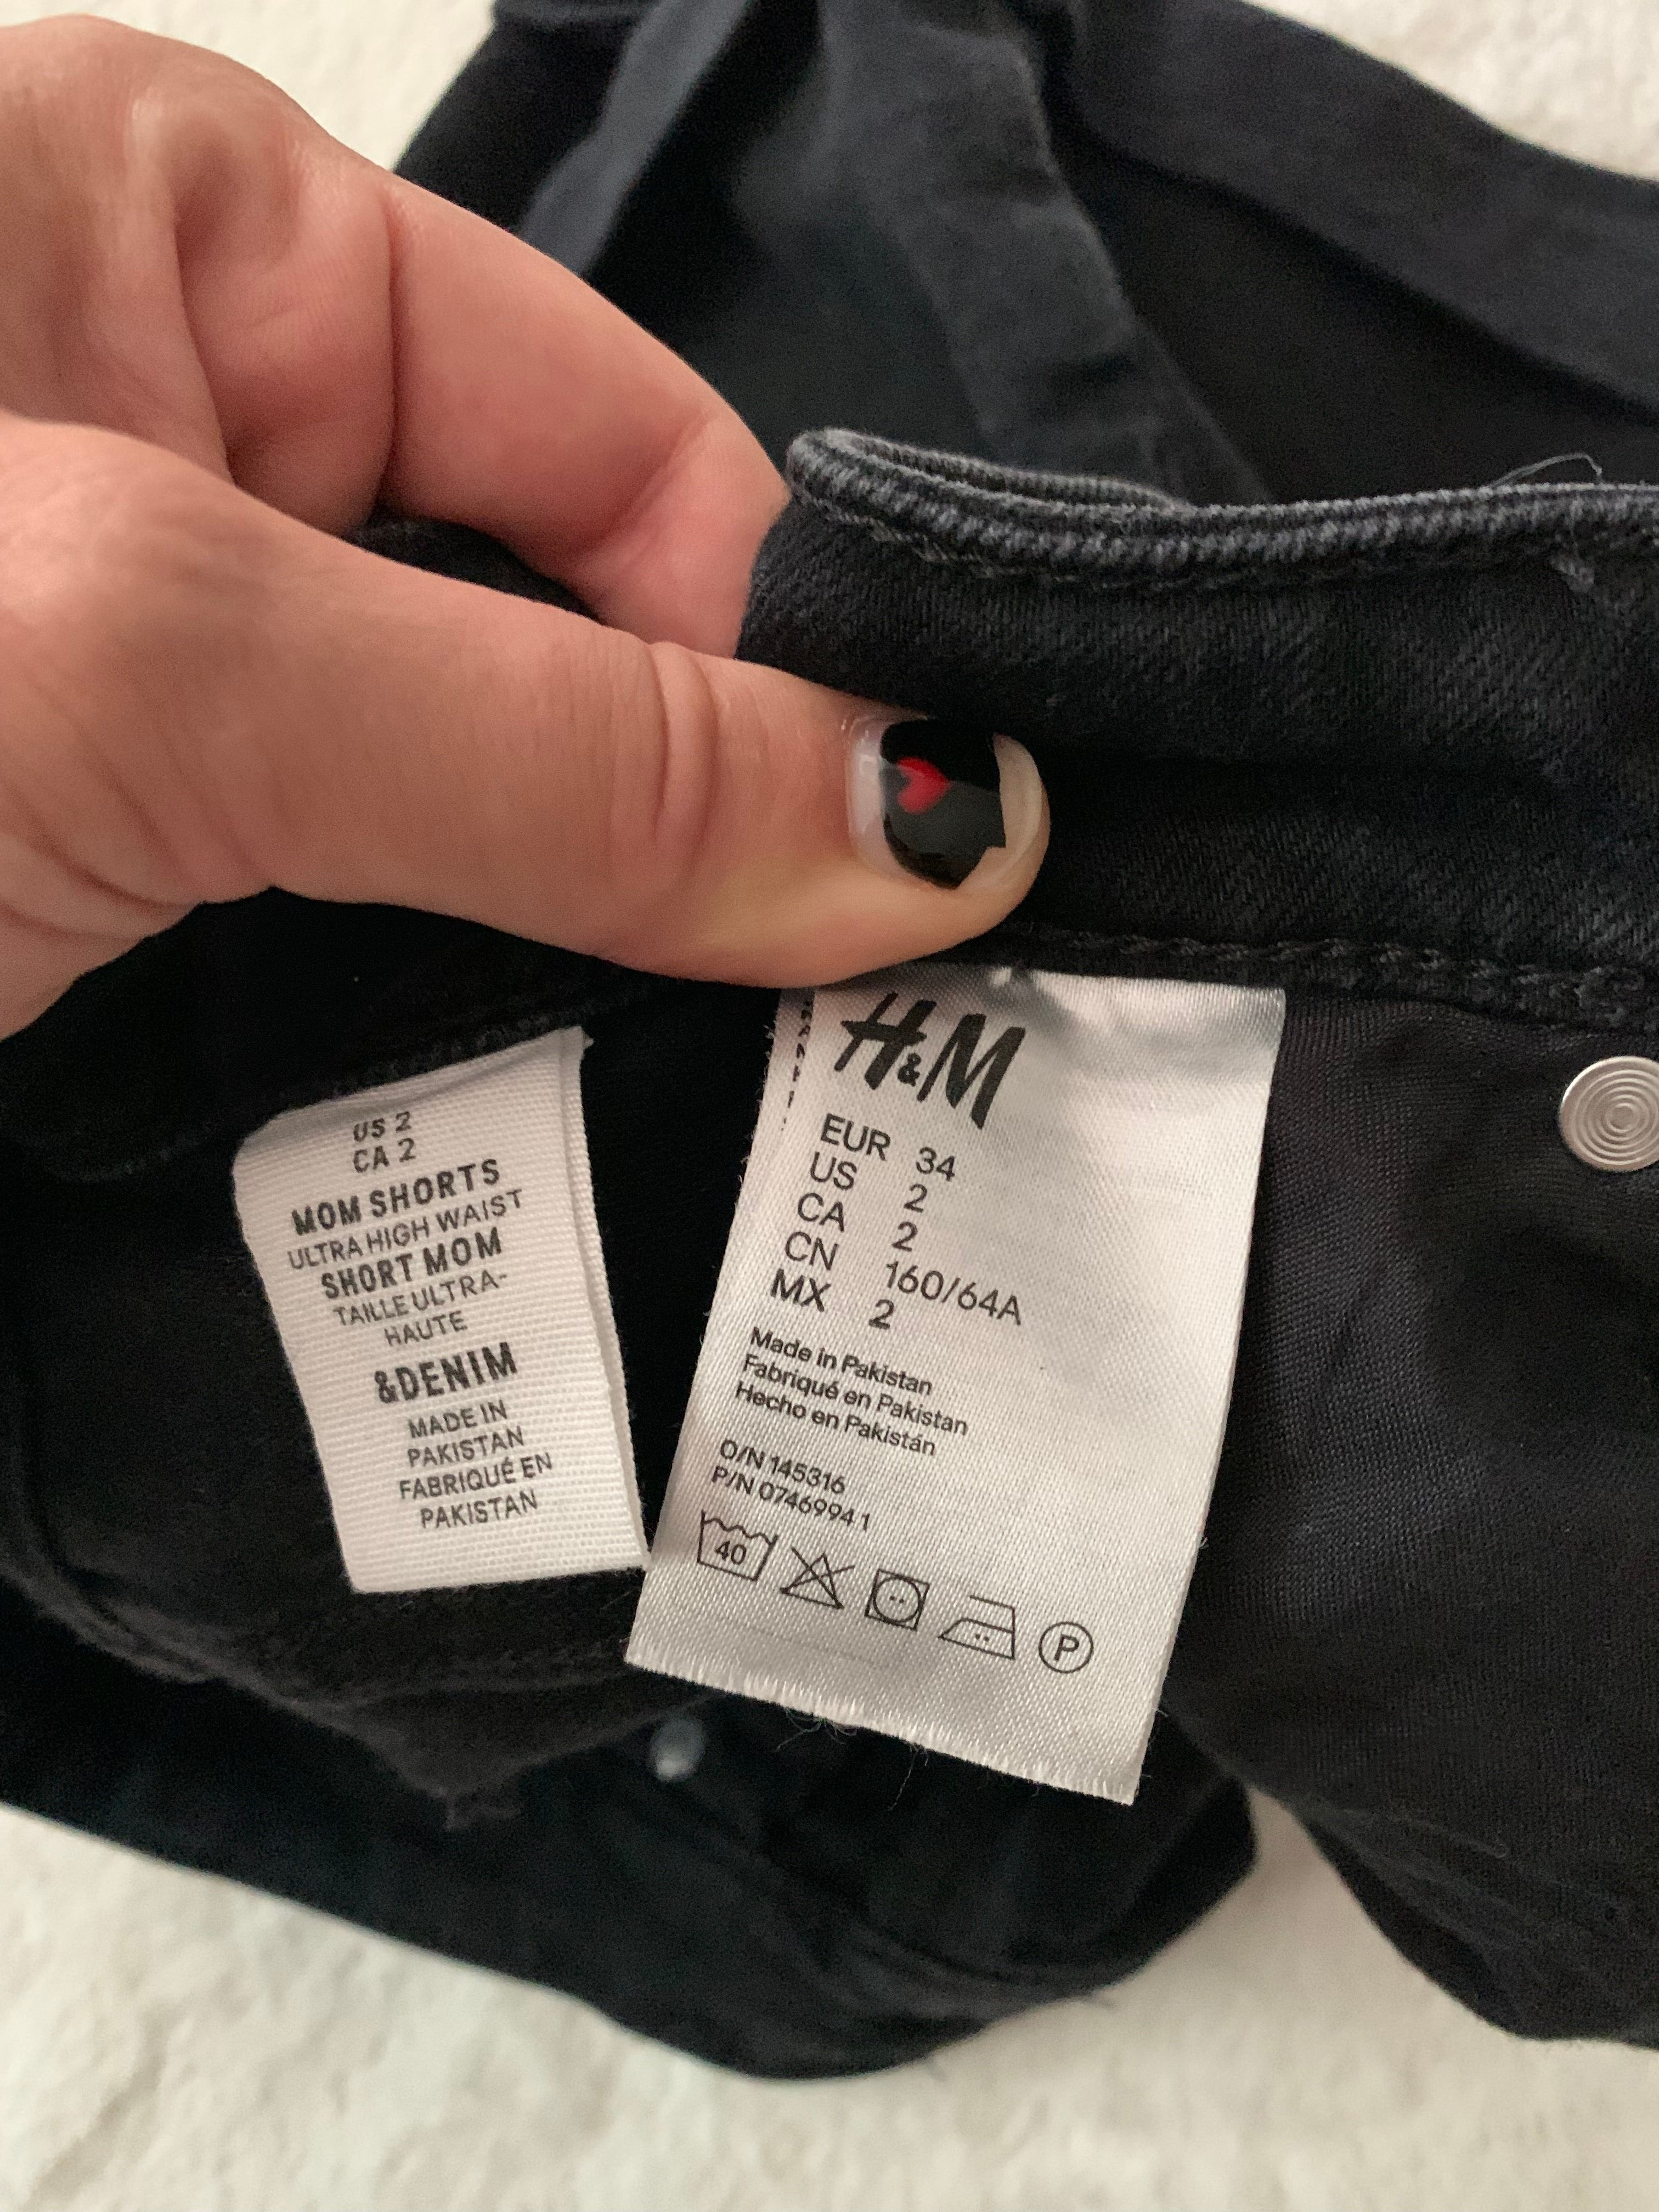 US 2
CA 2
MOM SHORTS
ULTRA HIGH WAIST
SHORT MOM
TAILLE ULTRA-
HAUTE
&DENIM
MADE IN
PAKISTAN
FABRIQUÉ EN
PAKISTAN
H&M
EUR 34
US 2
CA 2
CN 160/64A
MX 2
Made in Pakistan
Fabriqué en Pakistan
Hecho en Pakistán
O/N 145316
P/N 0746994 1
40
P